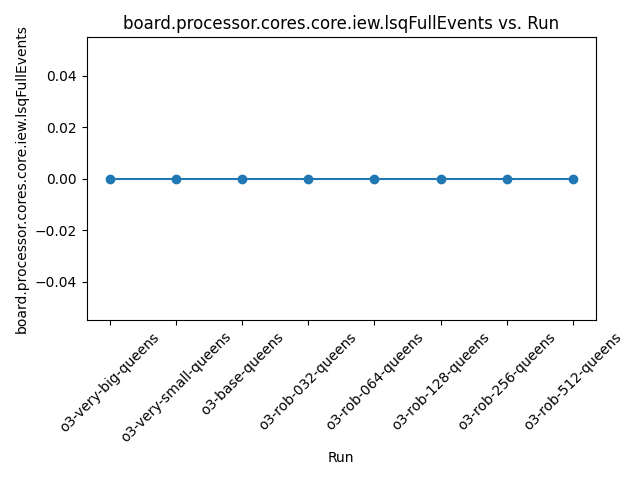 board.processor.cores.core.iew.lsqFullEvents vs. Run
board.processor.cores.core.iew.lsqFullEvents
0.04
0.02
0.00
−0.02
−0.04
o3-very-big-queens
o3-very-small-queens
o3-base-queens
o3-rob-032-queens
o3-rob-064-queens
o3-rob-128-queens
o3-rob-256-queens
o3-rob-512-queens
Run